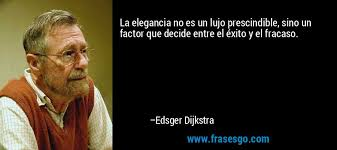 La elegancia no es un lujo prescindible, sino un
factor que decide entre el éxito y el fracaso.
–Edsger Dijkstra
www.frasesgo.com